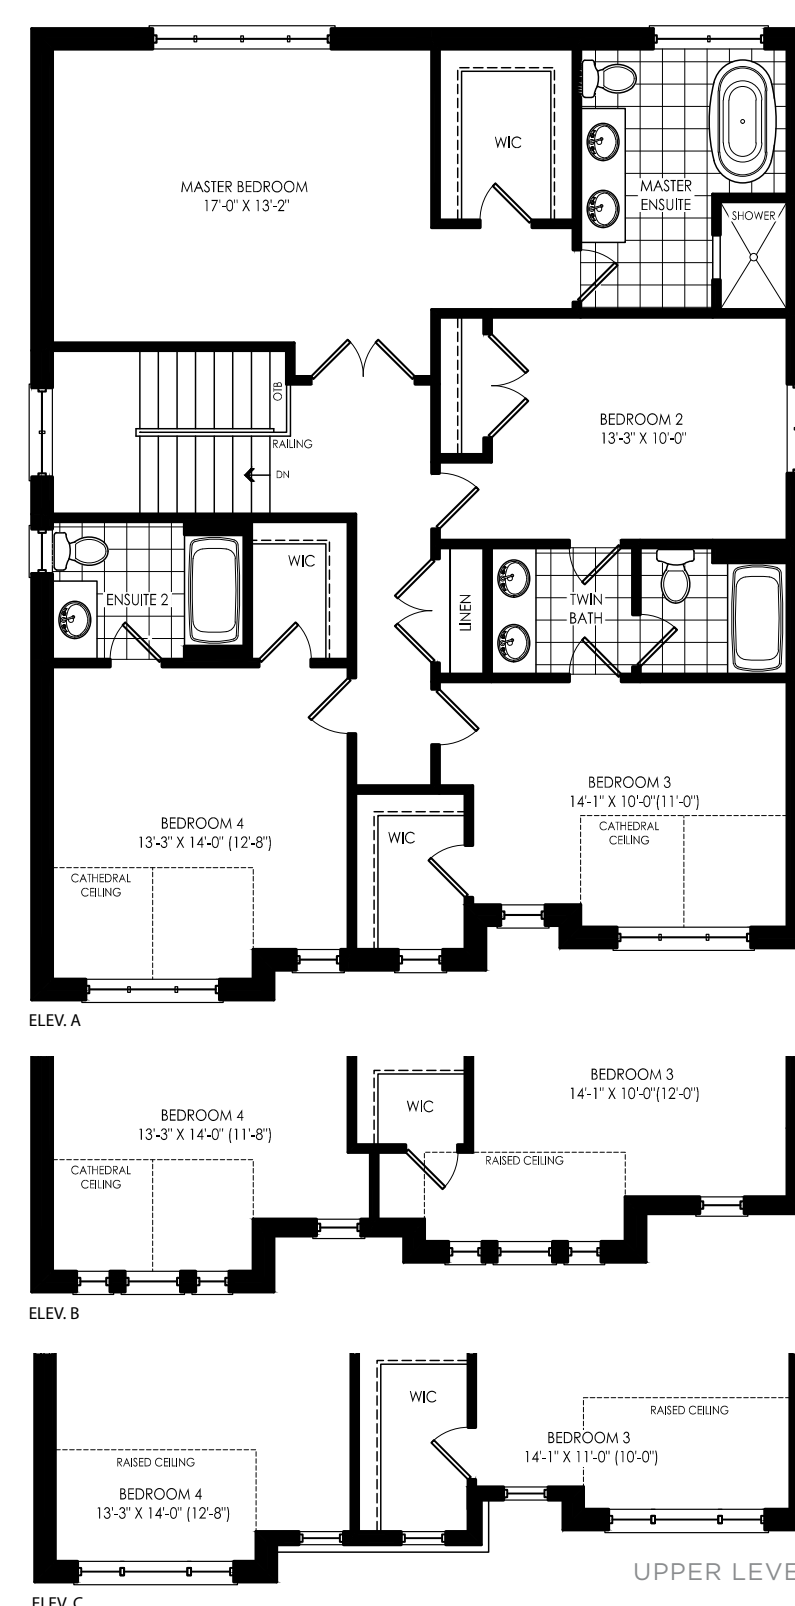 MASTER BEDROOM
17'-0" X 13'-2"
WIC
MASTER
ENSUITE
SHOWER
OTB
RAILING
DN
BEDROOM 2
13'-3" X 10'-0"
ENSUITE 2
WIC
LINEN
TWIN
BATH
BEDROOM 4
13'-3" X 14'-0" (12'-8")
CATHEDRAL
CEILING
WIC
BEDROOM 3
14'-1" X 10'-0"(11'-0")
CATHEDRAL
CEILING
ELEV. A
BEDROOM 4
13'-3" X 14'-0" (11'-8")
CATHEDRAL
CEILING
WIC
BEDROOM 3
14'-1" X 10'-0"(12'-0")
RAISED CEILING
ELEV. B
RAISED CEILING
BEDROOM 4
13'-3" X 14'-0" (12'-8")
WIC
RAISED CEILING
BEDROOM 3
14'-1" X 11'-0" (10'-0")
UPPER LEVE
ELEV. C